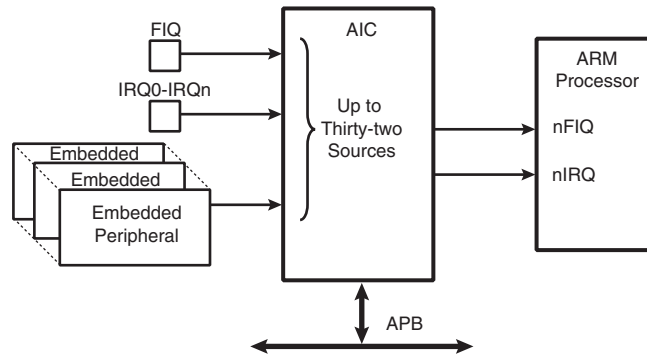 FIQ
IRQ0-IRQn
Embedded
Embedded
Embedded
Peripheral
AIC
Up to
Thirty-two
Sources
ARM
Processor
nFIQ
nIRQ
APB